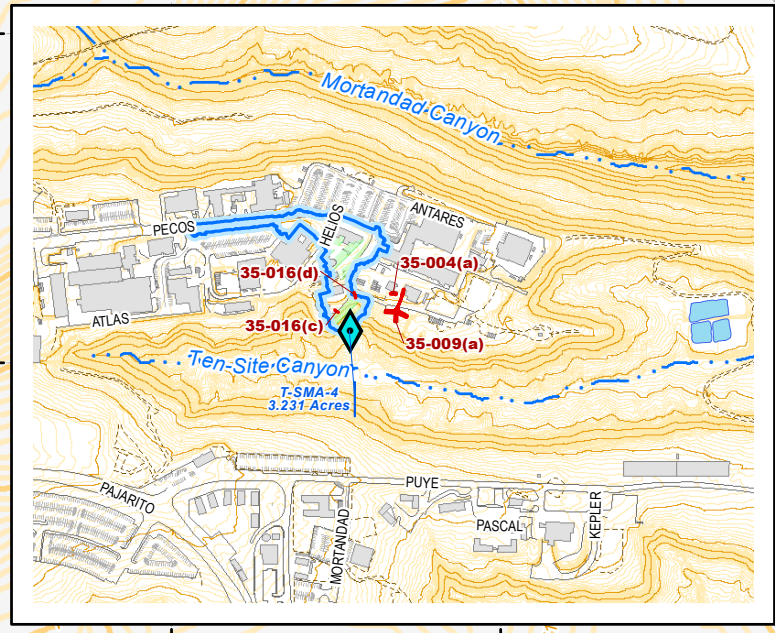 Mortandad Canyon
ANTARES
HELIOS
PECOS
35-004(a)
35-016(d)
35-016(c)
ATLAS
35-009(a)
Ten-Site Canyon
T-SMA-4
3.231 Acres
PUYE
PAJARITO
KEPLER
PASCAL
MORTANDAD